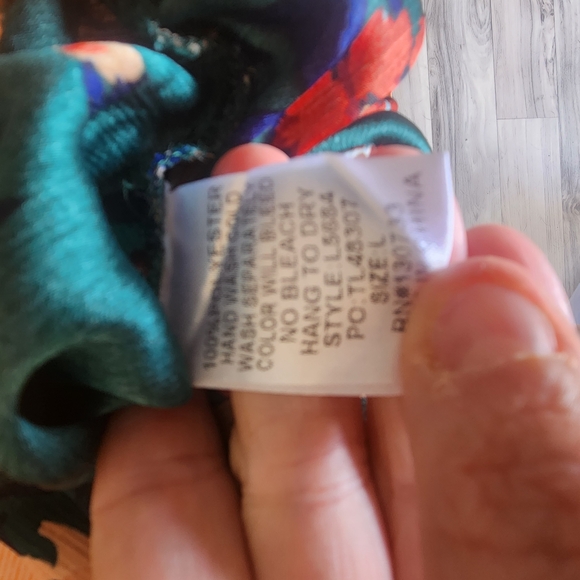 100% POLYESTER
HAND WASH COLD
WASH SEPARATELY
COLOR WILL BLEED
NO BLEACH
HANG TO DRY
STYLE. L5684
PO. TL45307
SIZE.L
CHINA